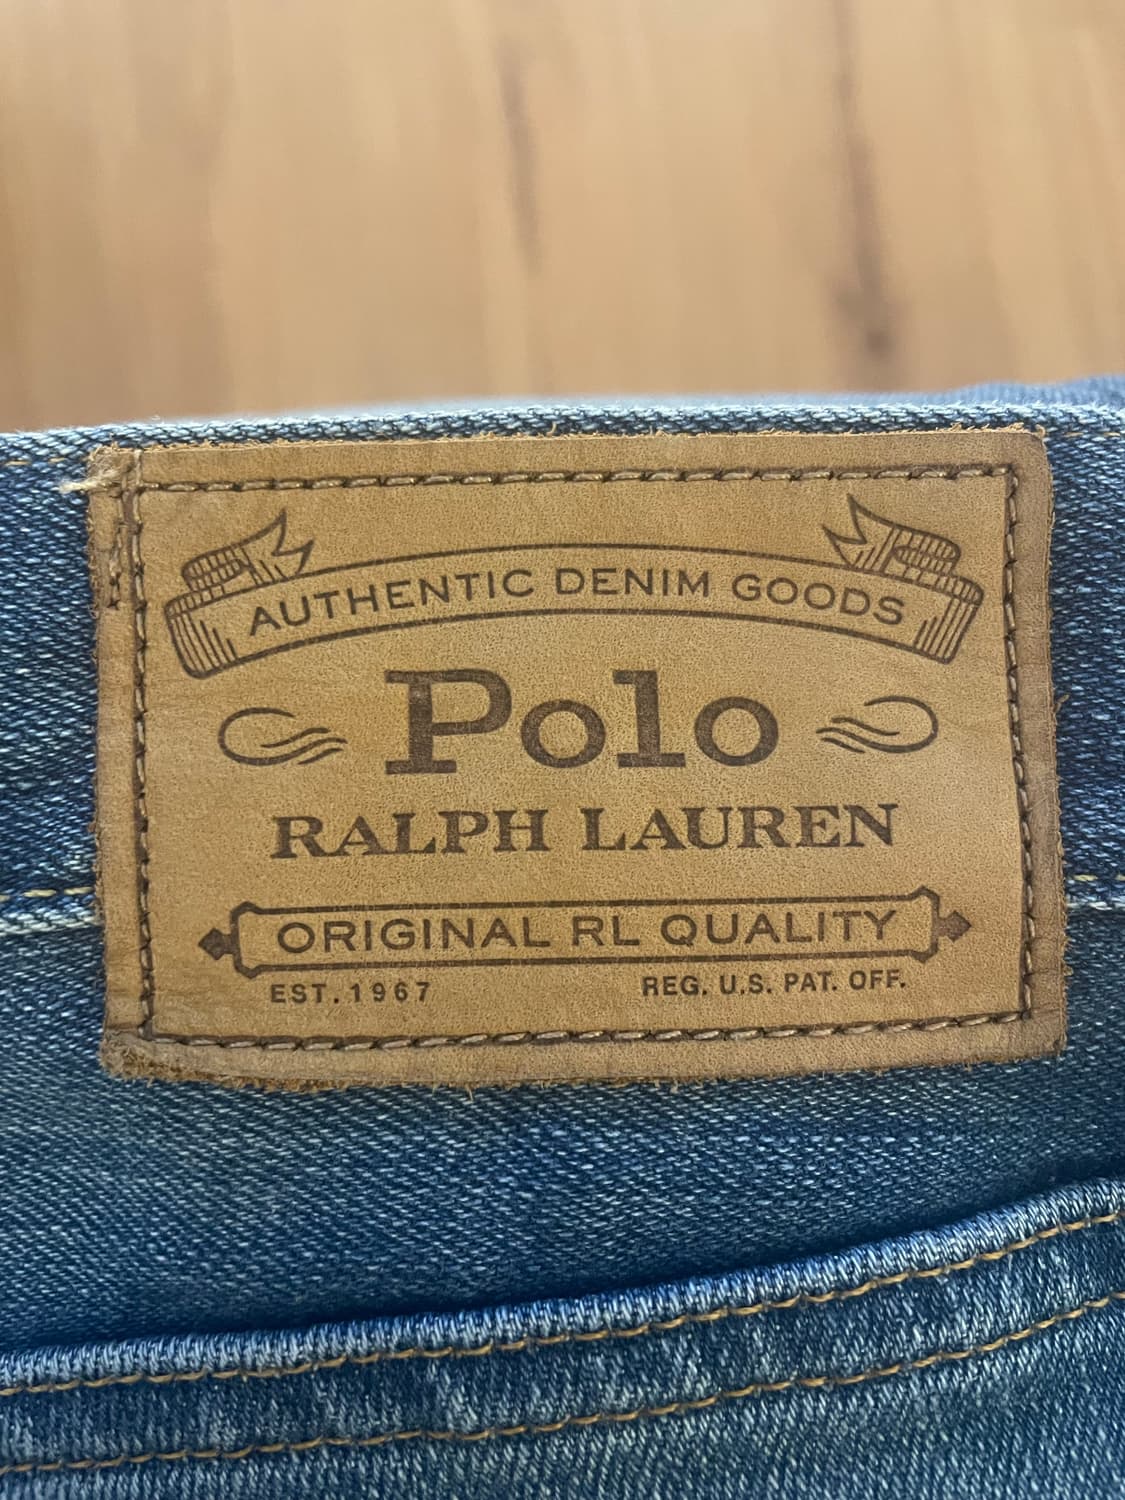 AUTHENTIC DENIM GOODS
Polo
RALPH LAUREN
ORIGINAL RL QUALITY
EST. 1967 REG. U.S. PAT. OFF.